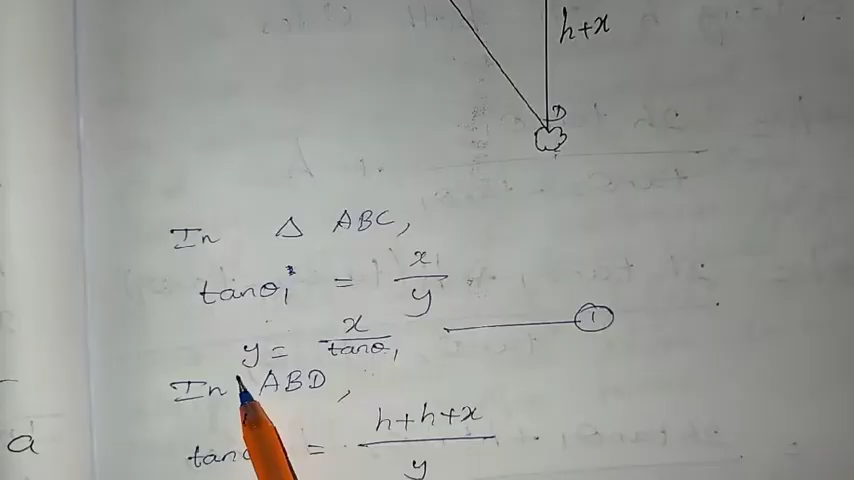 h+x
D
In Δ ABC,
tanθ₁ = x/y
y = x/tanθ₁ ——— ①
In ABD,
tan = h+h+x/y
a